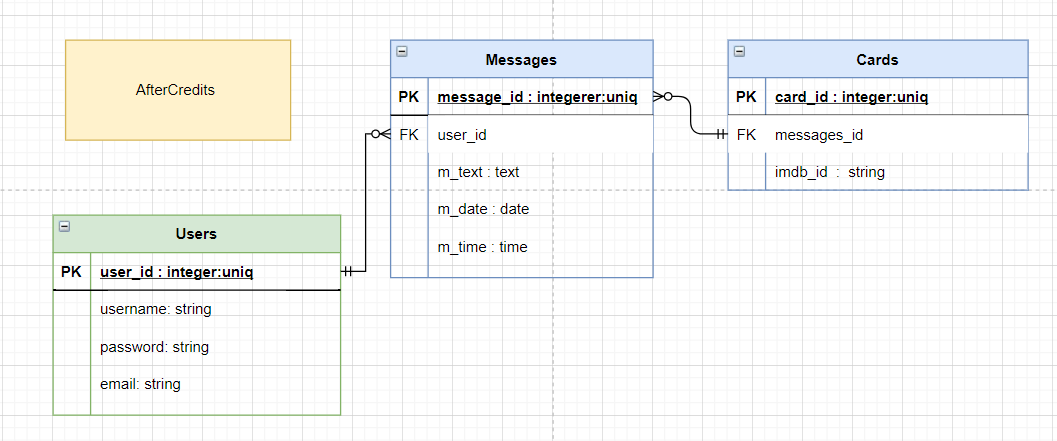 AfterCredits
Messages
PK message_id : integerer:uniq
FK user_id
m_text : text
m_date : date
m_time : time
Cards
PK card_id : integer:uniq
FK messages_id
imdb_id : string
Users
PK user_id : integer:uniq
username: string
password: string
email: string